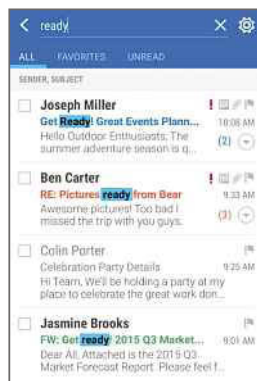 ready
ALL FAVORITES UNREAD
SENDER, SUBJECT
Joseph Miller
Get Ready! Great Events Plann...
10:08 AM
Hello Outdoor Enthusiasts, The
summer adventure season is q...
(2)
Ben Carter
RE: Pictures ready from Bear
9:33 AM
Awesome pictures! Too bad I
missed the trip with you guys.
(3)
Colin Porter
Celebration Party Details
9:25 AM
Hi Team, We'll be holding a party at my
place to celebrate the great work don...
Jasmine Brooks
FW: Get ready 2015 Q3 Market...
9:01 AM
Dear All, Attached is the 2015 Q3
Market Forecast Report. Please feel f...